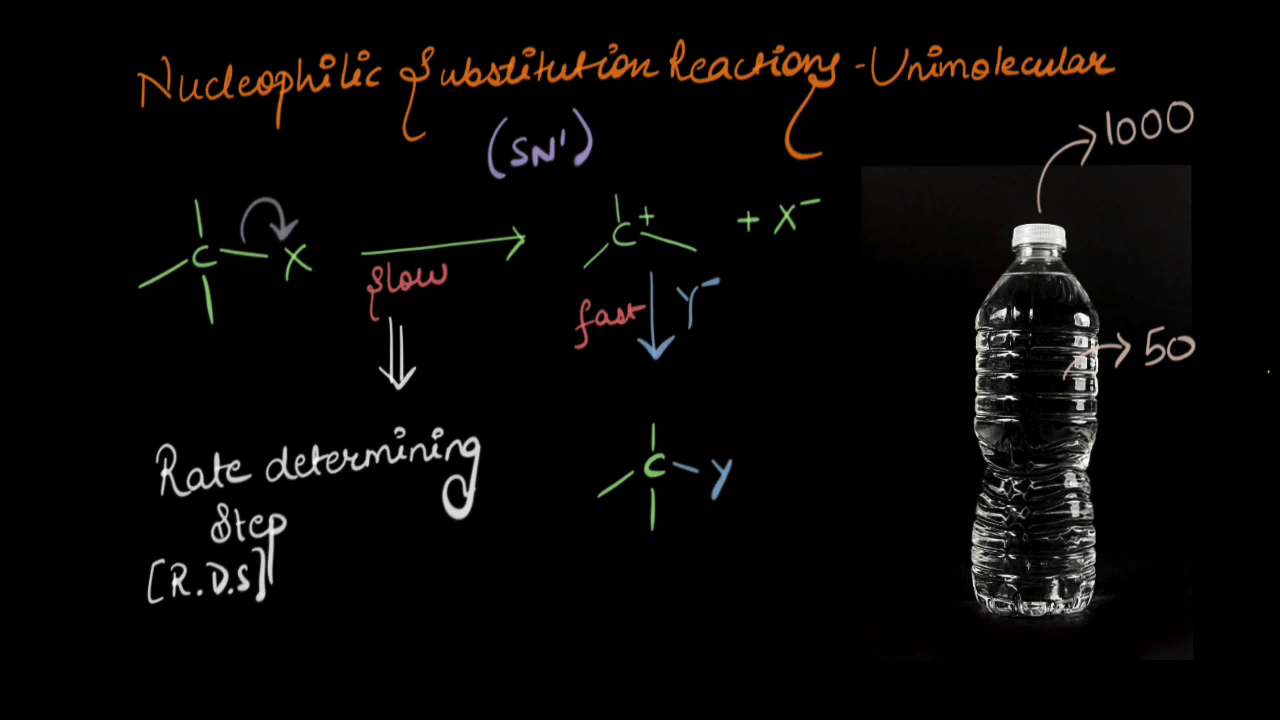 Nucleophilic Substitution Reactions - Unimolecular
(SN¹)
1000
C X
slow
C+
+ X⁻
fast
Y⁻
50
Rate determining
Step
[R.D.S]
C - Y